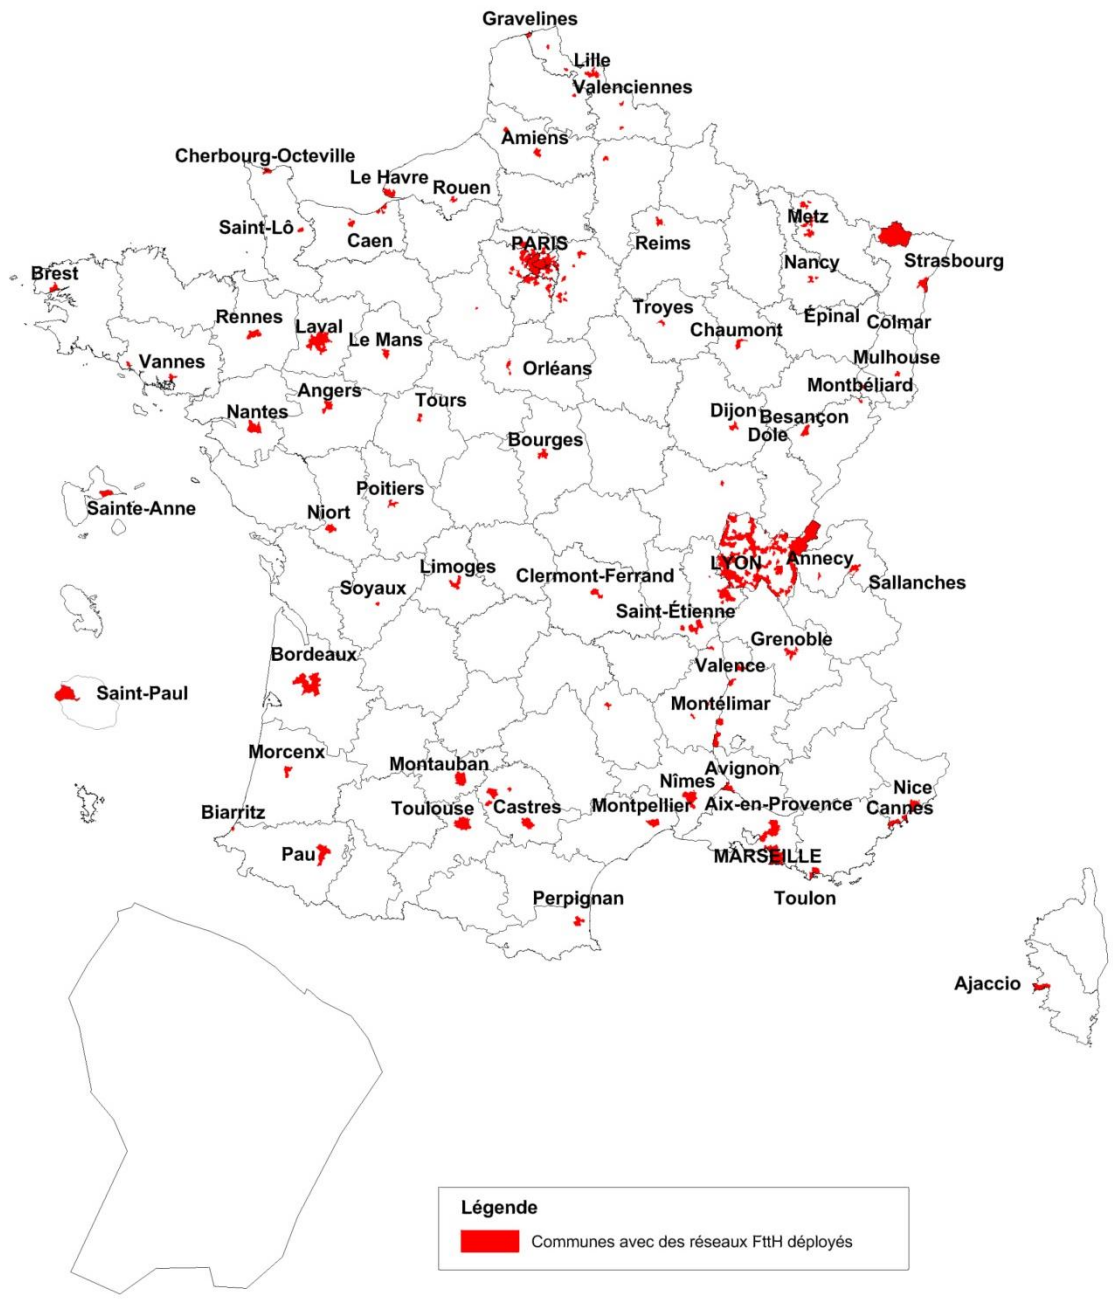 Gravelines
Lille
Valenciennes
Amiens
Cherbourg-Octeville
Le Havre
Rouen
Saint-Lô
Caen
PARIS
Reims
Metz
Nancy
Strasbourg
Brest
Rennes
Laval
Le Mans
Troyes
Chaumont
Épinal
Colmar
Vannes
Orléans
Mulhouse
Montbéliard
Angers
Nantes
Tours
Dijon
Besançon
Dole
Bourges
Sainte-Anne
Poitiers
Niort
LYON
Annecy
Sallanches
Limoges
Clermont-Ferrand
Soyaux
Saint-Étienne
Grenoble
Bordeaux
Valence
Saint-Paul
Montélimar
Morcenx
Montauban
Avignon
Nîmes
Nice
Biarritz
Toulouse
Castres
Montpellier
Aix-en-Provence
Cannes
Pau
MARSEILLE
Perpignan
Toulon
Ajaccio
Légende
Communes avec des réseaux FttH déployés